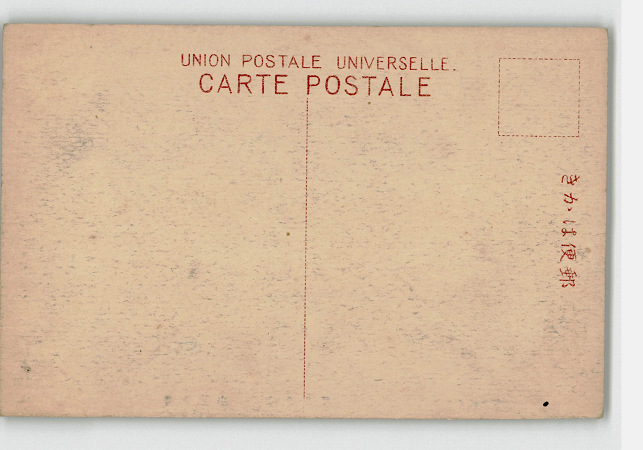 UNION POSTALE UNIVERSELLE.
CARTE POSTALE
きかは便郵